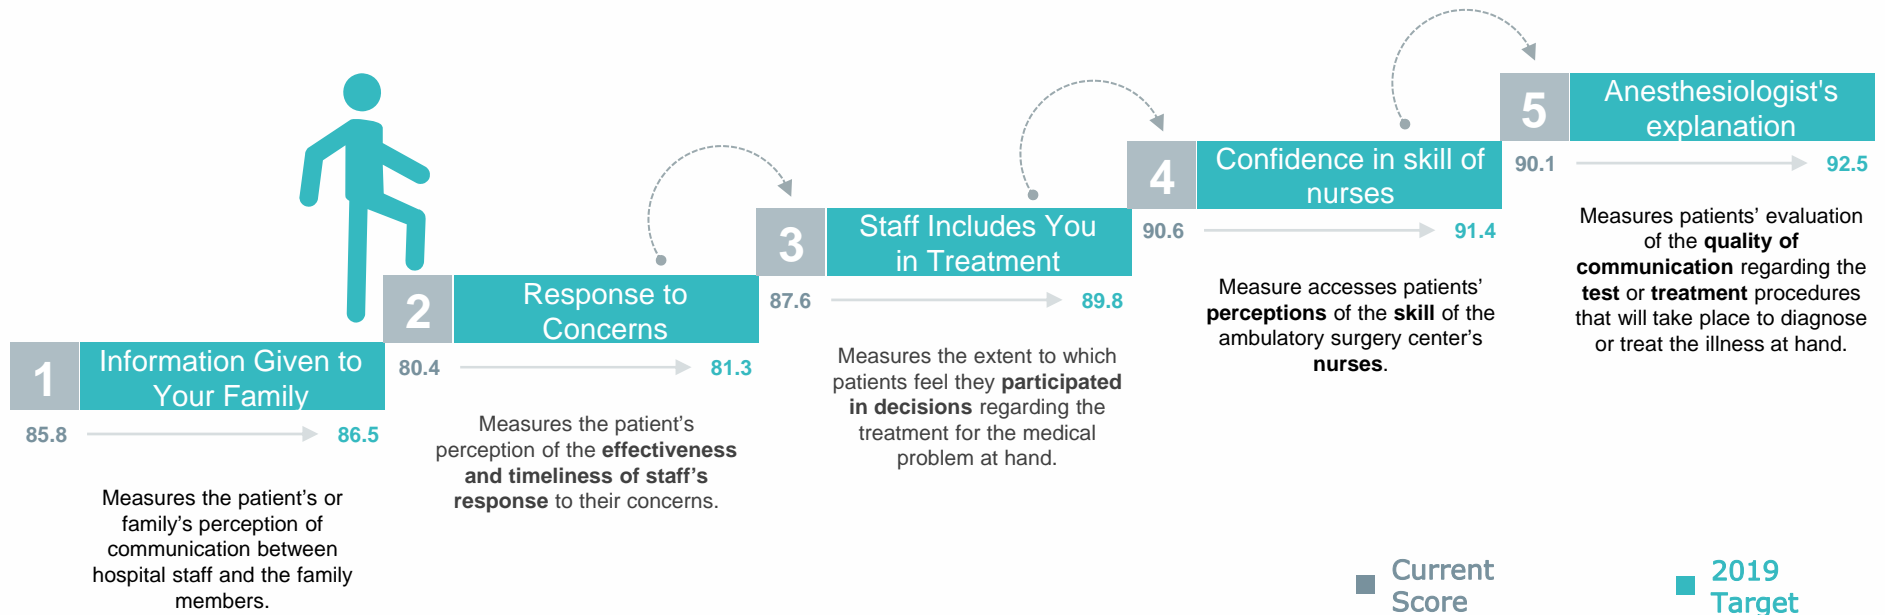 1
Information Given to
Your Family
85.8
86.5
Measures the patient's or
family's perception of
communication between
hospital staff and the family
members.
2
Response to
Concerns
80.4
81.3
Measures the patient's
perception of the effectiveness
and timeliness of staff's
response to their concerns.
3
Staff Includes You
in Treatment
87.6
89.8
Measures the extent to which
patients feel they participated
in decisions regarding the
treatment for the medical
problem at hand.
4
Confidence in skill of
nurses
90.6
91.4
Measure accesses patients'
perceptions of the skill of the
ambulatory surgery center's
nurses.
5
Anesthesiologist's
explanation
90.1
92.5
Measures patients' evaluation
of the quality of
communication regarding the
test or treatment procedures
that will take place to diagnose
or treat the illness at hand.
Current
Score
2019
Target